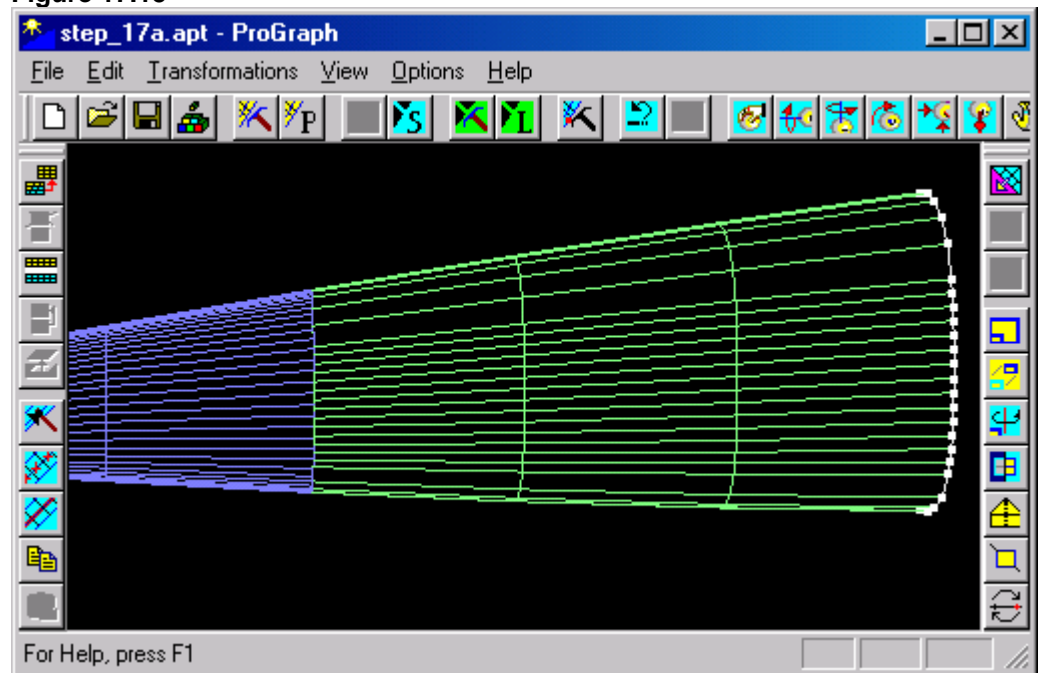 step_17a.apt - ProGraph
File Edit Transformations View Options Help
P S L
For Help, press F1